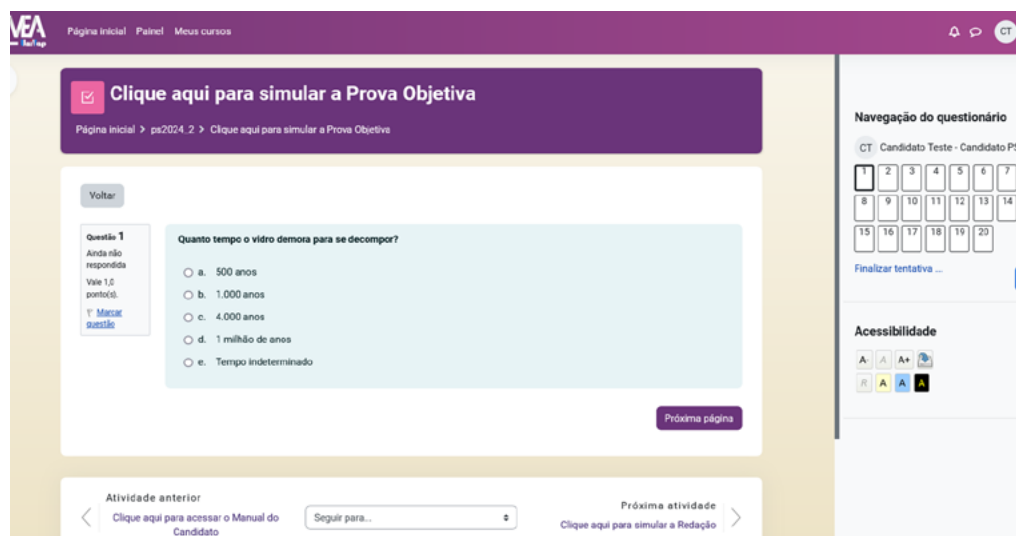 VEA
Página inicial Painel Meus cursos
CT
Clique aqui para simular a Prova Objetiva
Página inicial > ps2024_2 > Clique aqui para simular a Prova Objetiva
Voltar
Questão 1
Ainda não
respondida
Vale 1,0
ponto(s).
Marcar
questão
Quanto tempo o vidro demora para se decompor?
a. 500 anos
b. 1.000 anos
c. 4.000 anos
d. 1 milhão de anos
e. Tempo indeterminado
Próxima página
Atividade anterior
Clique aqui para acessar o Manual do
Candidato
Seguir para...
Próxima atividade
Clique aqui para simular a Redação
Navegação do questionário
CT Candidato Teste - Candidato PS
1 2 3 4 5 6 7
8 9 10 11 12 13 14
15 16 17 18 19 20
Finalizar tentativa ...
Acessibilidade
A- A A+
R A A A